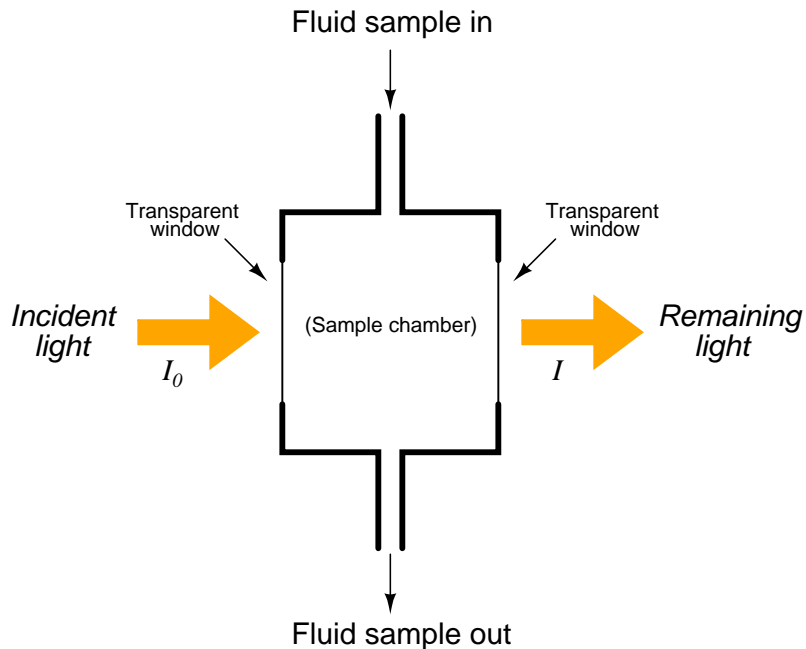 Fluid sample in
Transparent
window
Transparent
window
(Sample chamber)
Incident
light
I0
Remaining
light
I
Fluid sample out